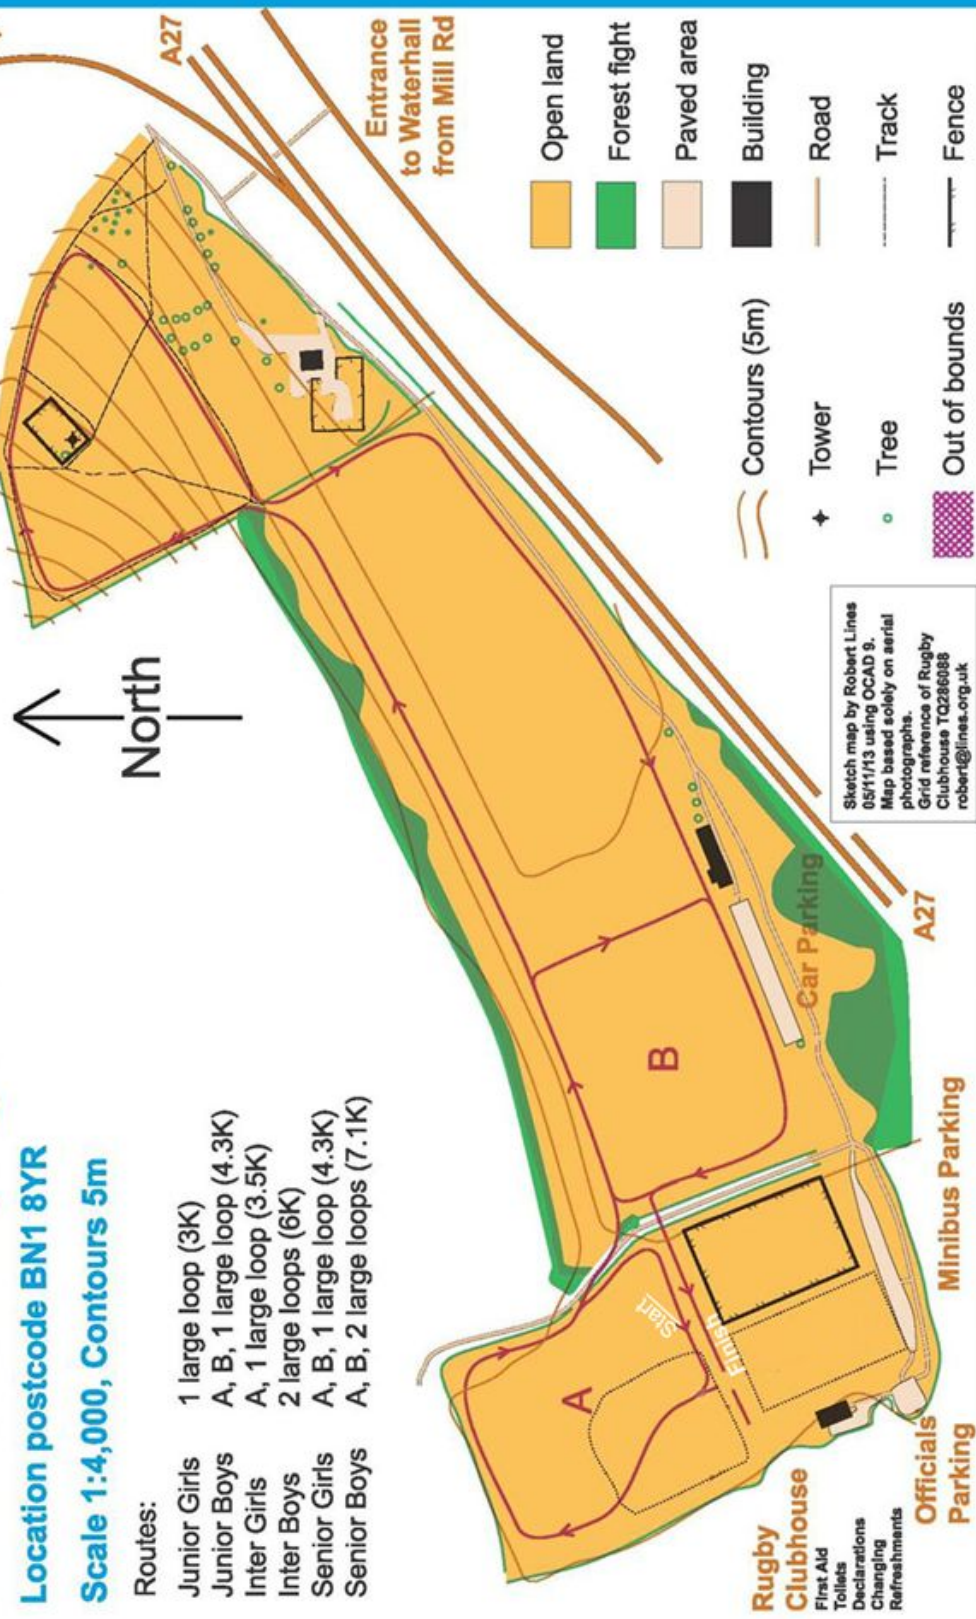 Location postcode BN1 8YR
Scale 1:4,000, Contours 5m
Routes:
Junior Girls 1 large loop (3K)
Junior Boys A, B, 1 large loop (4.3K)
Inter Girls A, 1 large loop (3.5K)
Inter Boys 2 large loops (6K)
Senior Girls A, B, 1 large loop (4.3K)
Senior Boys A, B, 2 large loops (7.1K)
North
A27
Entrance
to Waterhall
from Mill Rd
A
B
Start
Finish
Car Parking
A27
Minibus Parking
Officials
Parking
Rugby
Clubhouse
First Aid
Toilets
Declarations
Changing
Refreshments
Open land
Forest fight
Paved area
Building
Contours (5m)
Road
Tower
Track
Tree
Fence
Out of bounds
Sketch map by Robert Lines
05/11/13 using OCAD 9.
Map based solely on aerial
photographs.
Grid reference of Rugby
Clubhouse TQ286088
robert@lines.org.uk